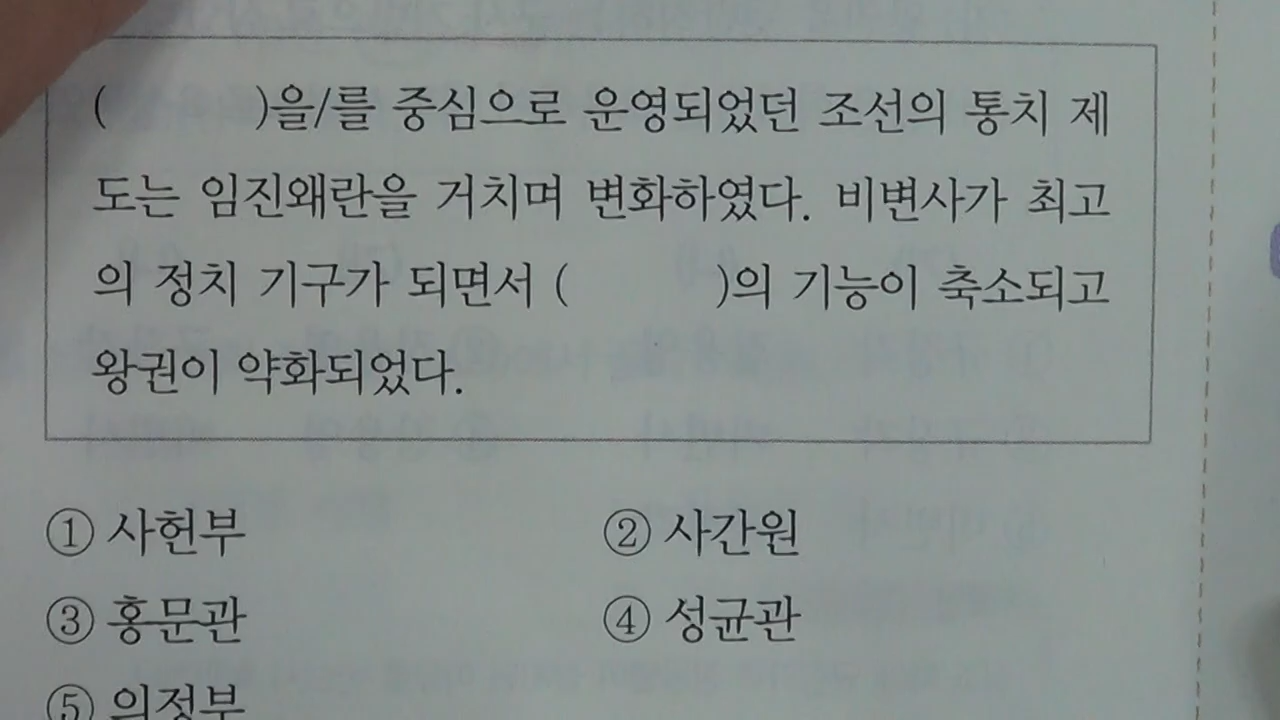 (          )을/를 중심으로 운영되었던 조선의 통치 제
도는 임진왜란을 거치며 변화하였다. 비변사가 최고
의 정치 기구가 되면서 (          )의 기능이 축소되고
왕권이 약화되었다.
① 사헌부 ② 사간원
③ 홍문관 ④ 성균관
⑤ 의정부